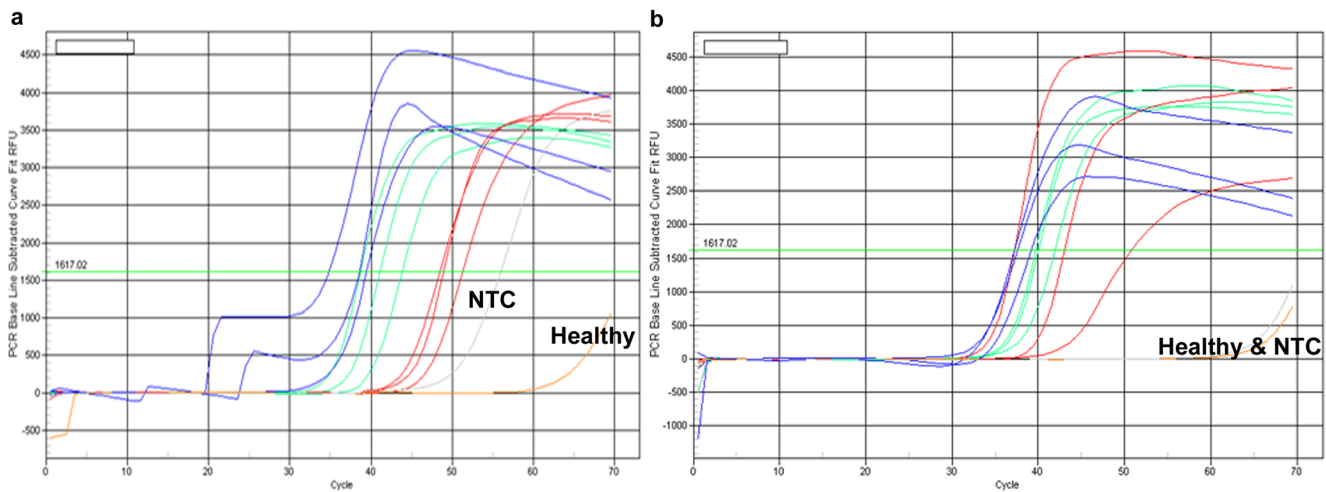 a
PCR Base Line Subtracted Curve Fit RFU
4500
4000
3500
3000
2500
2000
1617.02
1500
1000
500
0
-500
NTC
Healthy
0 10 20 30 40 50 60 70
Cycle
b
PCR Base Line Subtracted Curve Fit RFU
4500
4000
3500
3000
2500
2000
1617.02
1500
1000
500
0
-500
-1000
Healthy & NTC
0 10 20 30 40 50 60 70
Cycle